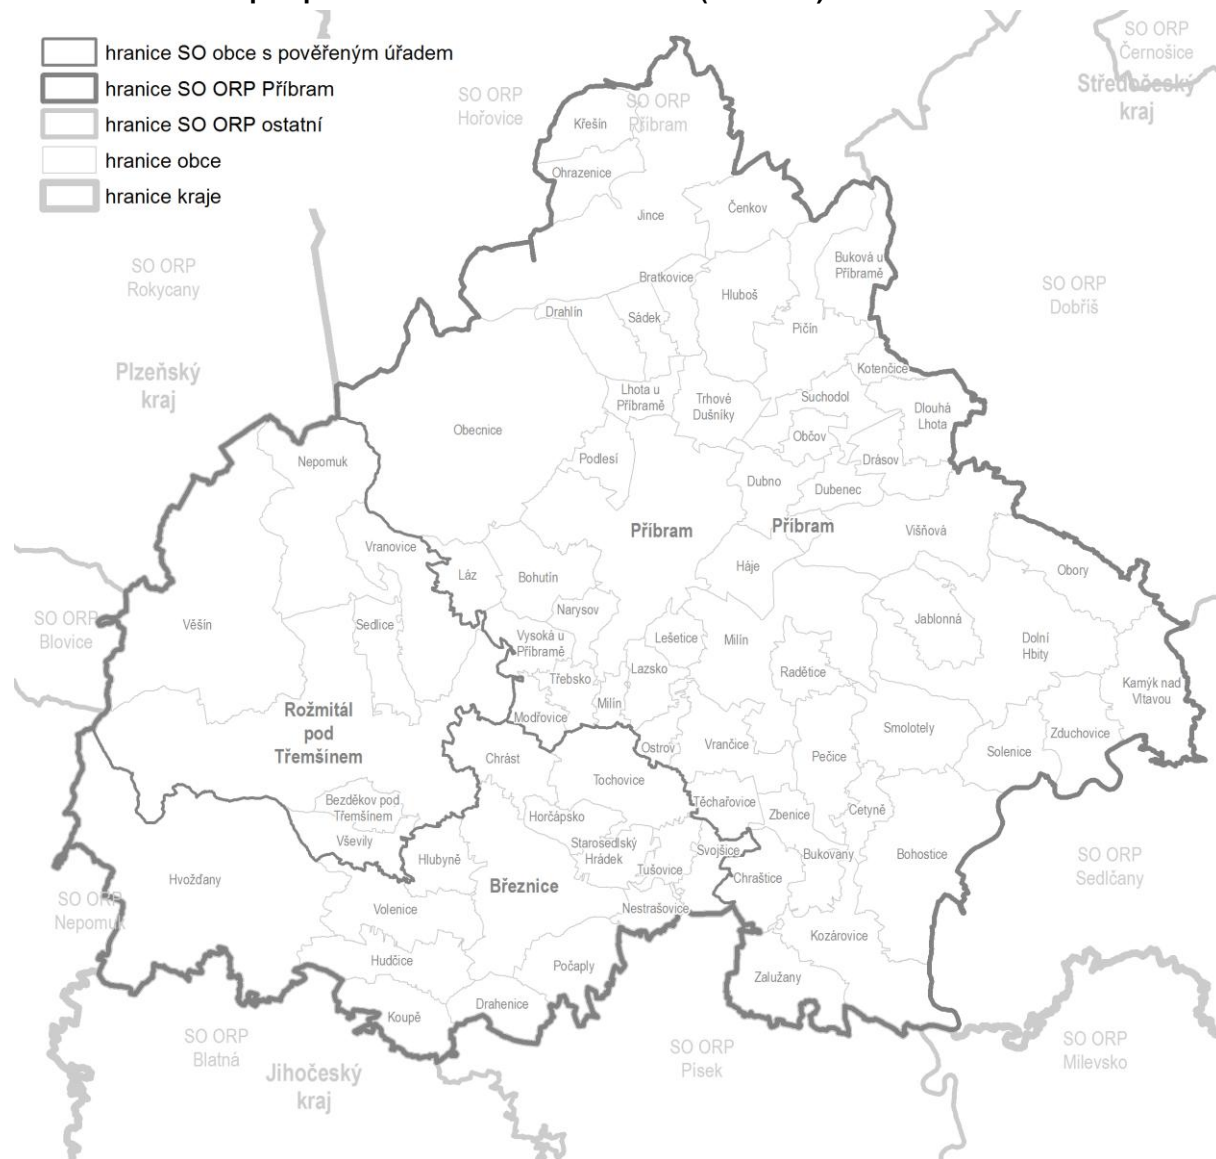 hranice SO obce s pověřeným úřadem
hranice SO ORP Příbram
hranice SO ORP ostatní
hranice obce
hranice kraje
SO ORP
Černošice
Středočeský
kraj
SO ORP
Hořovice
SO ORP
Příbram
Křešín
Ohrazenice
Jince
Čenkov
SO ORP
Rokycany
Buková u
Příbramě
Bratkovice
Hluboš
SO ORP
Dobříš
Drahlín
Sádek
Pičín
Plzeňský
kraj
Kotenčice
Lhota u
Příbramě
Trhové
Dušníky
Suchodol
Dlouhá
Lhota
Obecnice
Občov
Nepomuk
Podlesí
Drásov
Dubno
Dubenec
Příbram
Příbram
Višňová
Vranovice
Láz
Bohutín
Háje
Obory
Narysov
SO ORP
Blovice
Věšín
Sedlice
Vysoká u
Příbramě
Lešetice
Milín
Jablonná
Dolní
Hbity
Třebsko
Lazsko
Radětice
Kamýk nad
Vltavou
Rožmitál
pod
Třemšínem
Modřovice
Milín
Smolotely
Zduchovice
Chrást
Ostrov
Vrančice
Pečice
Solenice
Tochovice
Bezděkov pod
Třemšínem
Těchařovice
Zbenice
Cetyně
Horčápsko
Vševily
Starosedlský
Hrádek
Svojšice
Bukovany
Bohostice
SO ORP
Sedlčany
Hlubyně
Tušovice
Chraštice
Hvožďany
Březnice
SO ORP
Nepomuk
Volenice
Nestrašovice
Kozárovice
Hudčice
Počaply
Zalužany
Drahenice
Koupě
SO ORP
Blatná
SO ORP
Písek
SO ORP
Milevsko
Jihočeský
kraj